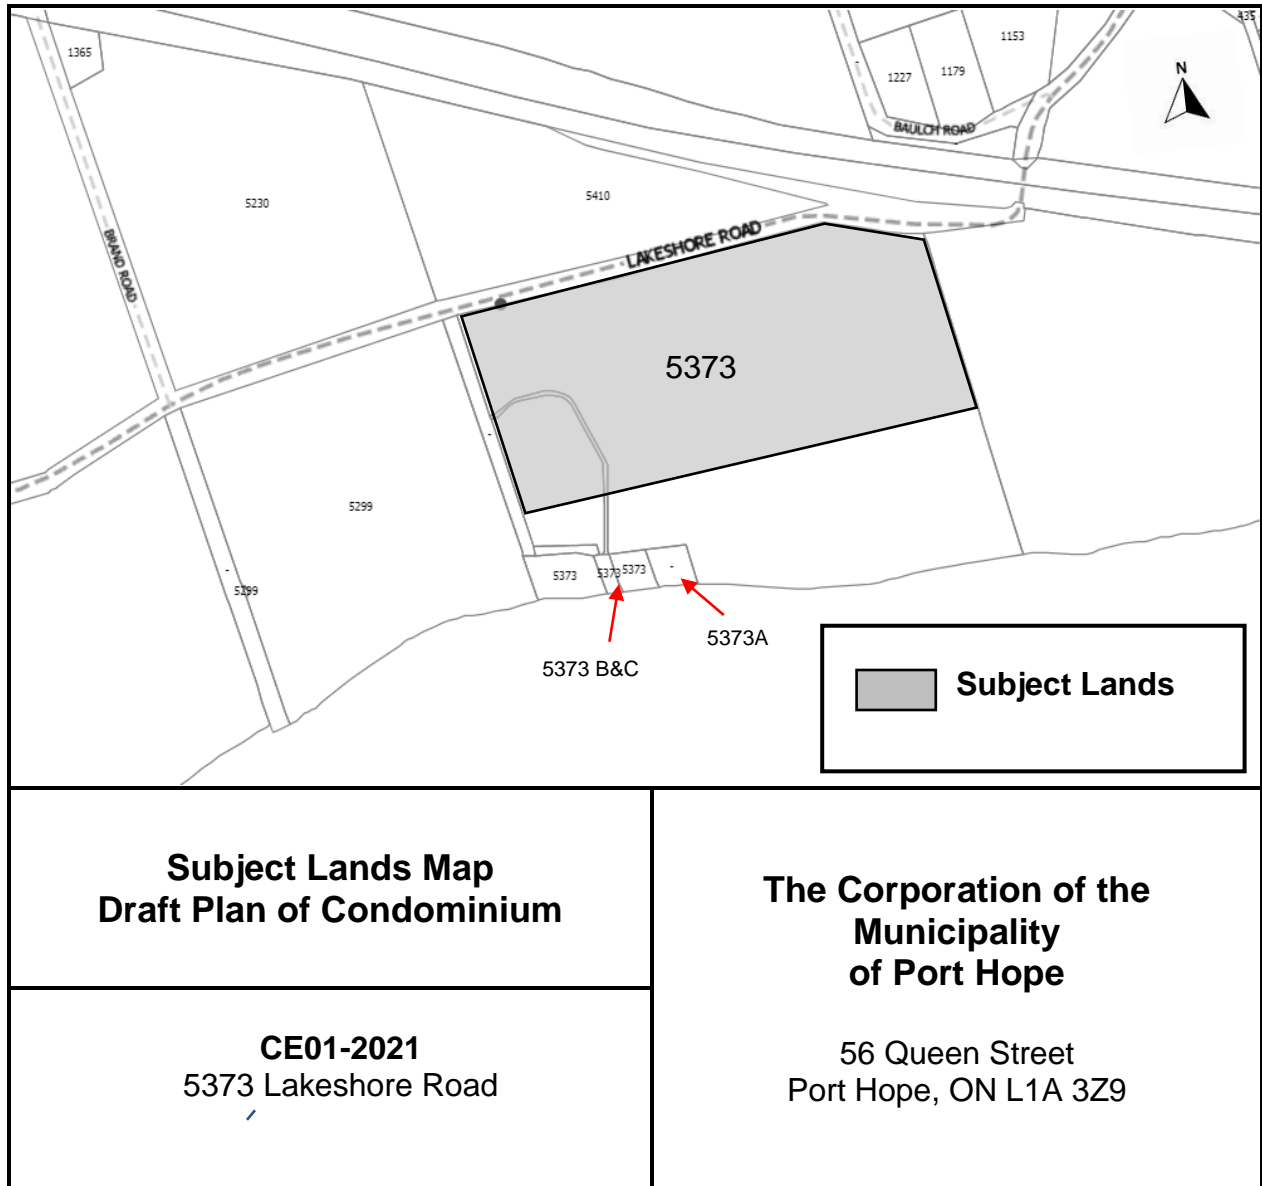 435
1365
1153
1227
1179
N
BAULCH ROAD
5230
5410
BRAND ROAD
LAKESHORE ROAD
5373
5299
5299
5373
5373
5373
5373A
5373 B&C
Subject Lands
Subject Lands Map
Draft Plan of Condominium
CE01-2021
5373 Lakeshore Road
The Corporation of the
Municipality
of Port Hope
56 Queen Street
Port Hope, ON L1A 3Z9